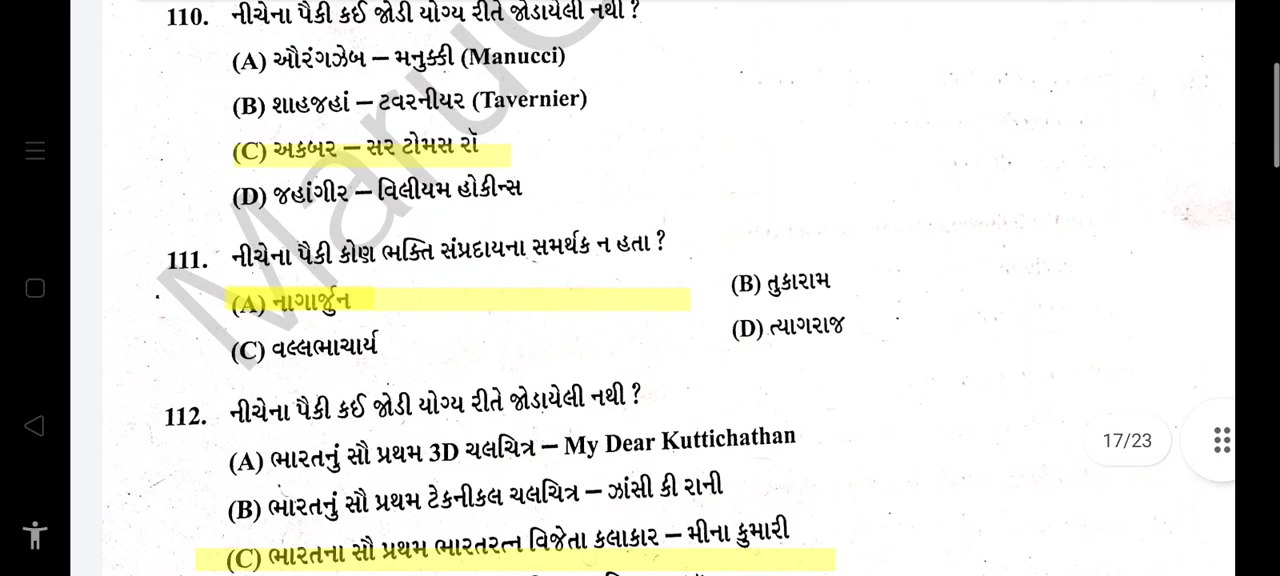 110. નીચેના પૈકી કઈ જોડી યોગ્ય રીતે જોડાયેલી નથી ?
(A) ઔરંગઝેબ – મનુક્કી (Manucci)
(B) શાહજહાં – ટવરનીયર (Tavernier)
(C) અકબર – સર ટોમસ રૉ
(D) જહાંગીર – વિલીયમ હોકીન્સ
111. નીચેના પૈકી કોણ ભક્તિ સંપ્રદાયના સમર્થક ન હતા ?
(A) નાગાર્જુન
(B) તુકારામ
(C) વલ્લભાચાર્ય
(D) ત્યાગરાજ
112. નીચેના પૈકી કઈ જોડી યોગ્ય રીતે જોડાયેલી નથી ?
(A) ભારતનું સૌ પ્રથમ 3D ચલચિત્ર – My Dear Kuttichathan
17/23
(B) ભારતનું સૌ પ્રથમ ટેકનીકલ ચલચિત્ર – ઝાંસી કી રાની
(C) ભારતના સૌ પ્રથમ ભારતરત્ન વિજેતા કલાકાર – મીના કુમારી